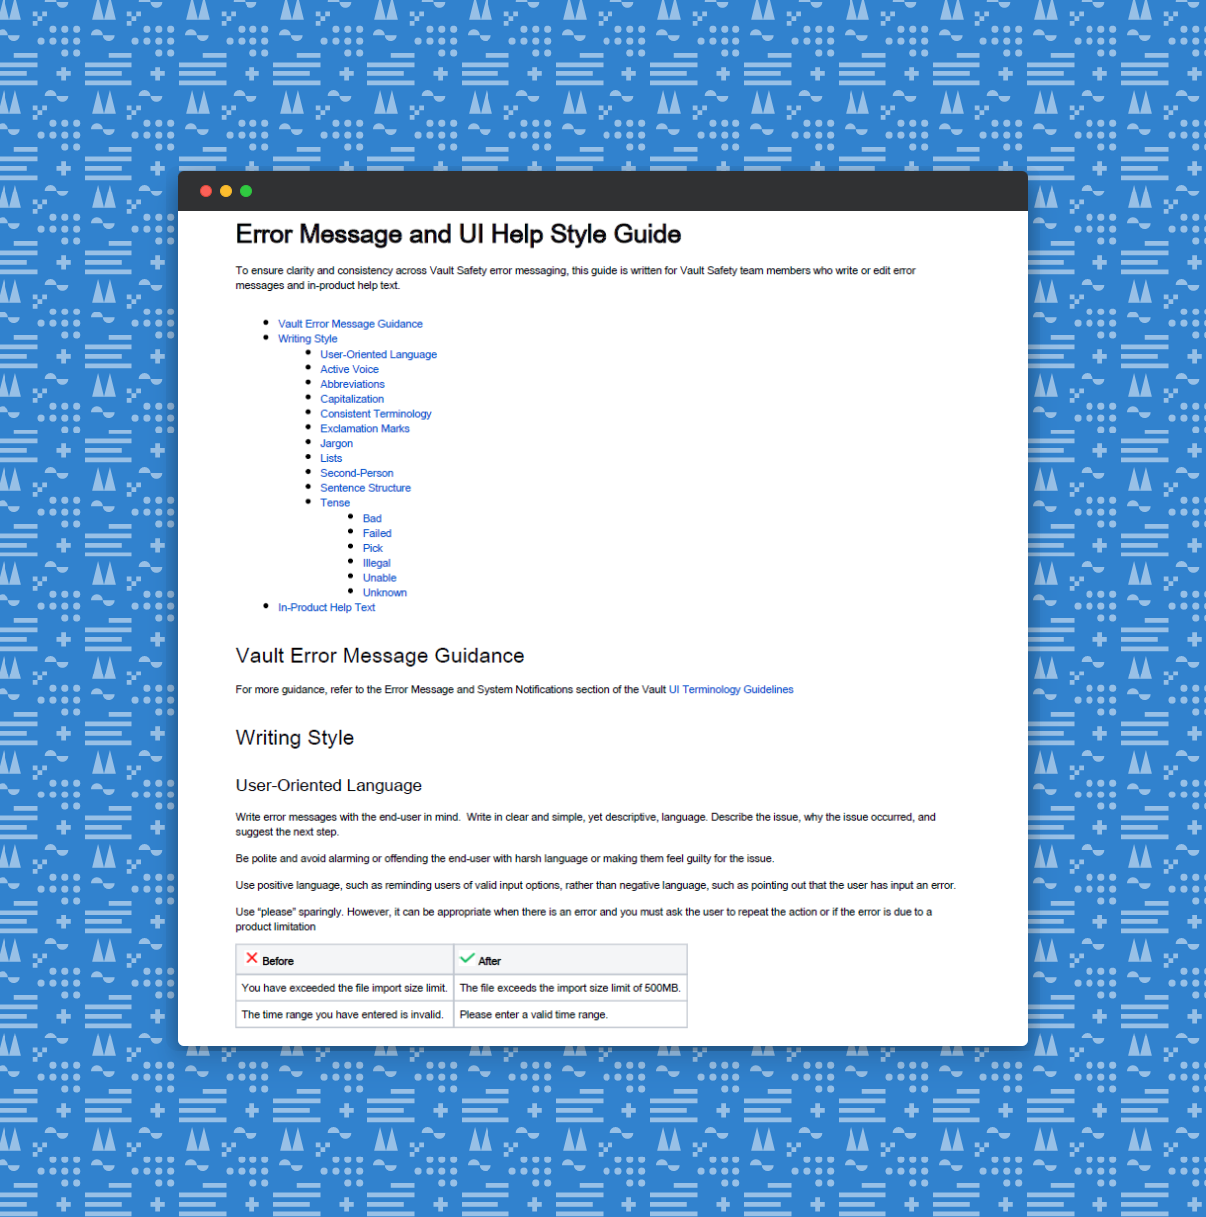 Error Message and UI Help Style Guide
To ensure clarity and consistency across Vault Safety error messaging, this guide is written for Vault Safety team members who write or edit error
messages and in-product help text.
Vault Error Message Guidance
Writing Style
User-Oriented Language
Active Voice
Abbreviations
Capitalization
Consistent Terminology
Exclamation Marks
Jargon
Lists
Second-Person
Sentence Structure
Tense
Bad
Failed
Pick
Illegal
Unable
Unknown
In-Product Help Text
Vault Error Message Guidance
For more guidance, refer to the Error Message and System Notifications section of the Vault UI Terminology Guidelines
Writing Style
User-Oriented Language
Write error messages with the end-user in mind.  Write in clear and simple, yet descriptive, language. Describe the issue, why the issue occurred, and
suggest the next step.
Be polite and avoid alarming or offending the end-user with harsh language or making them feel guilty for the issue.
Use positive language, such as reminding users of valid input options, rather than negative language, such as pointing out that the user has input an error.
Use “please” sparingly. However, it can be appropriate when there is an error and you must ask the user to repeat the action or if the error is due to a
product limitation
Before After
You have exceeded the file import size limit. The file exceeds the import size limit of 500MB.
The time range you have entered is invalid. Please enter a valid time range.